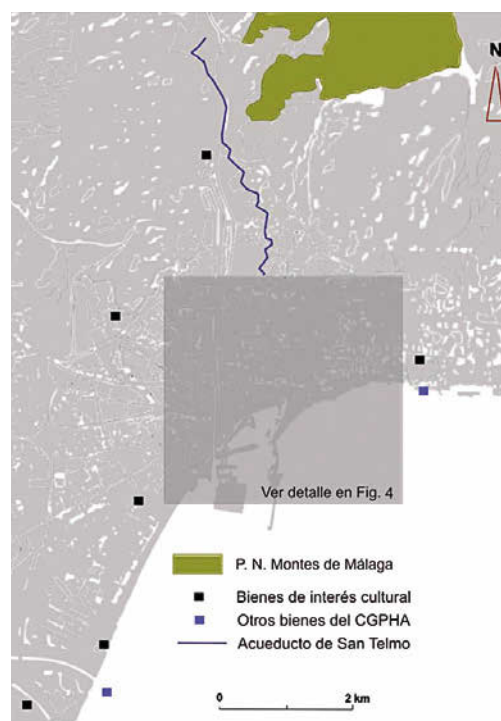 N
Ver detalle en Fig. 4
P. N. Montes de Málaga
Bienes de interés cultural
Otros bienes del CGPHA
Acueducto de San Telmo
0 2 km